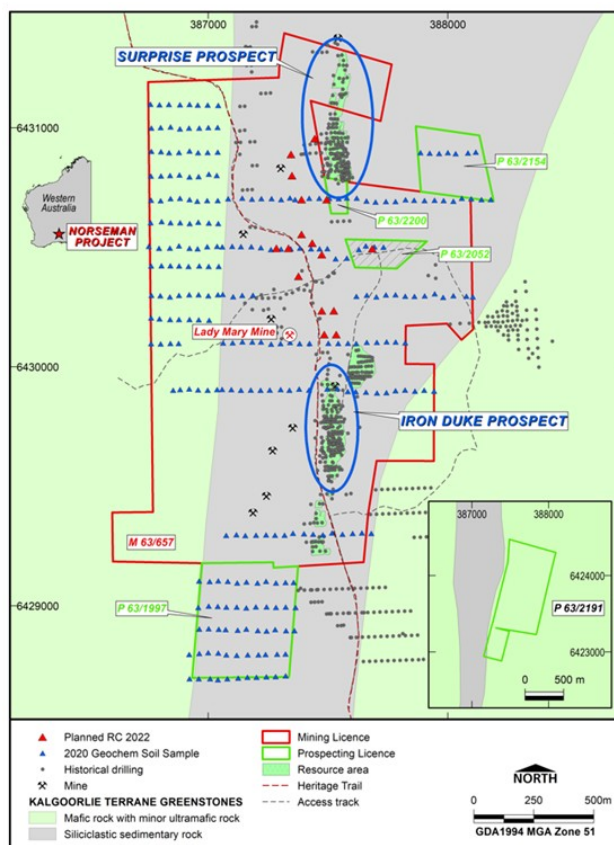 387000
388000
SURPRISE PROSPECT
6431000
P 63/2154
Western
Australia
NORSEMAN
PROJECT
P 63/2200
P 63/2052
Lady Mary Mine
6430000
IRON DUKE PROSPECT
M 63/657
387000
388000
P 63/1997
6424000
P 63/2191
6429000
6423000
0
500 m
Planned RC 2022
2020 Geochem Soil Sample
Historical drilling
Mine
KALGOORLIE TERRANE GREENSTONES
Mafic rock with minor ultramafic rock
Siliciclastic sedimentary rock
Mining Licence
Prospecting Licence
Resource area
Heritage Trail
Access track
NORTH
0
250
500m
GDA1994 MGA Zone 51